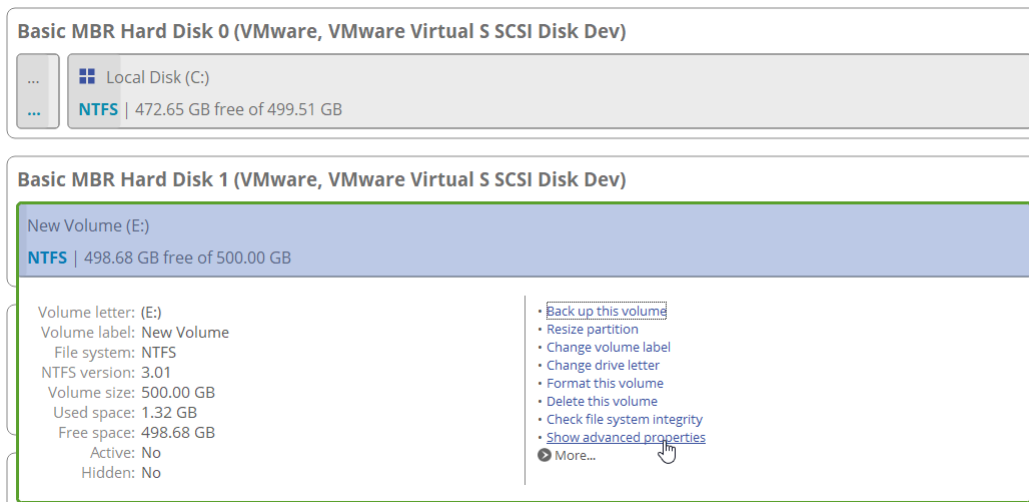 Basic MBR Hard Disk 0 (VMware, VMware Virtual S SCSI Disk Dev)
...
Local Disk (C:)
...
NTFS | 472.65 GB free of 499.51 GB
Basic MBR Hard Disk 1 (VMware, VMware Virtual S SCSI Disk Dev)
New Volume (E:)
NTFS | 498.68 GB free of 500.00 GB
Volume letter: (E:)
Volume label: New Volume
File system: NTFS
NTFS version: 3.01
Volume size: 500.00 GB
Used space: 1.32 GB
Free space: 498.68 GB
Active: No
Hidden: No
• Back up this volume
• Resize partition
• Change volume label
• Change drive letter
• Format this volume
• Delete this volume
• Check file system integrity
• Show advanced properties
More...